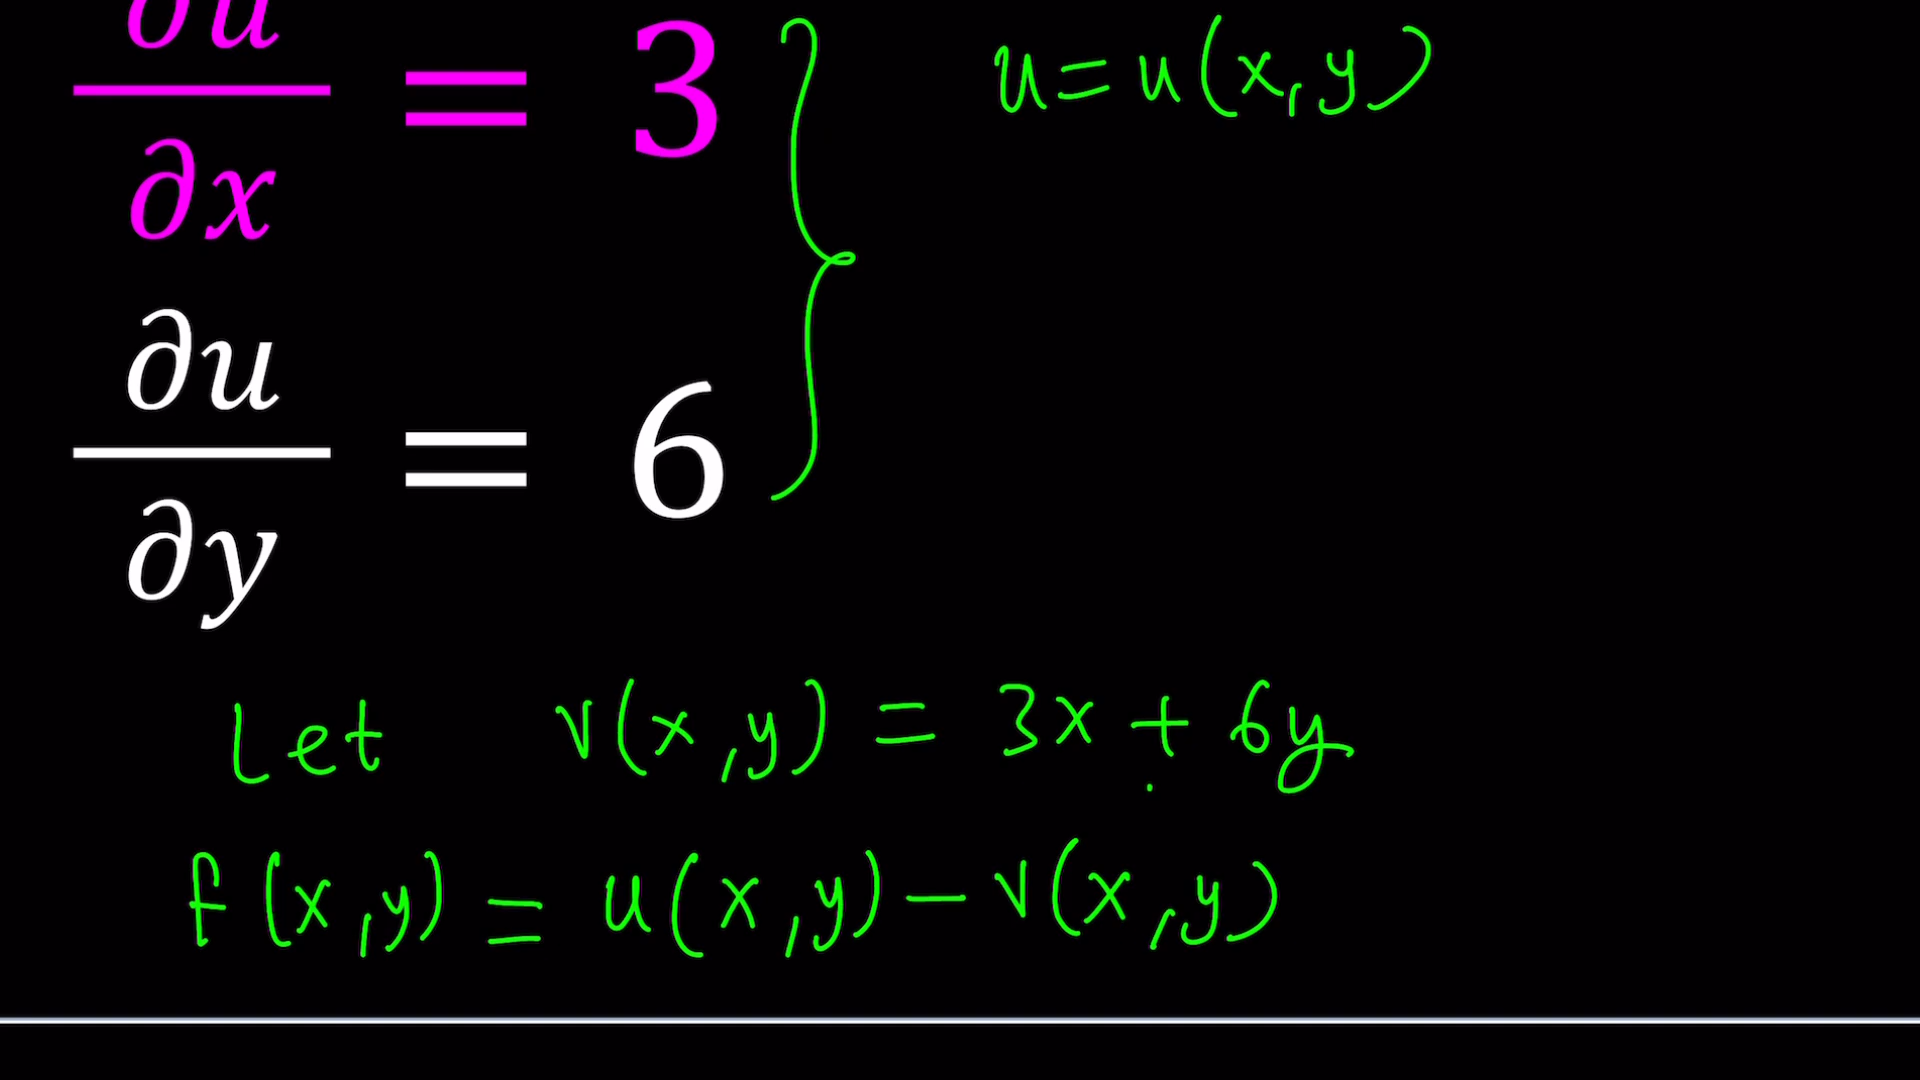 ∂u/∂x = 3
u = u(x,y)
∂u/∂y = 6
Let v(x,y) = 3x + 6y
f(x,y) = u(x,y) - v(x,y)